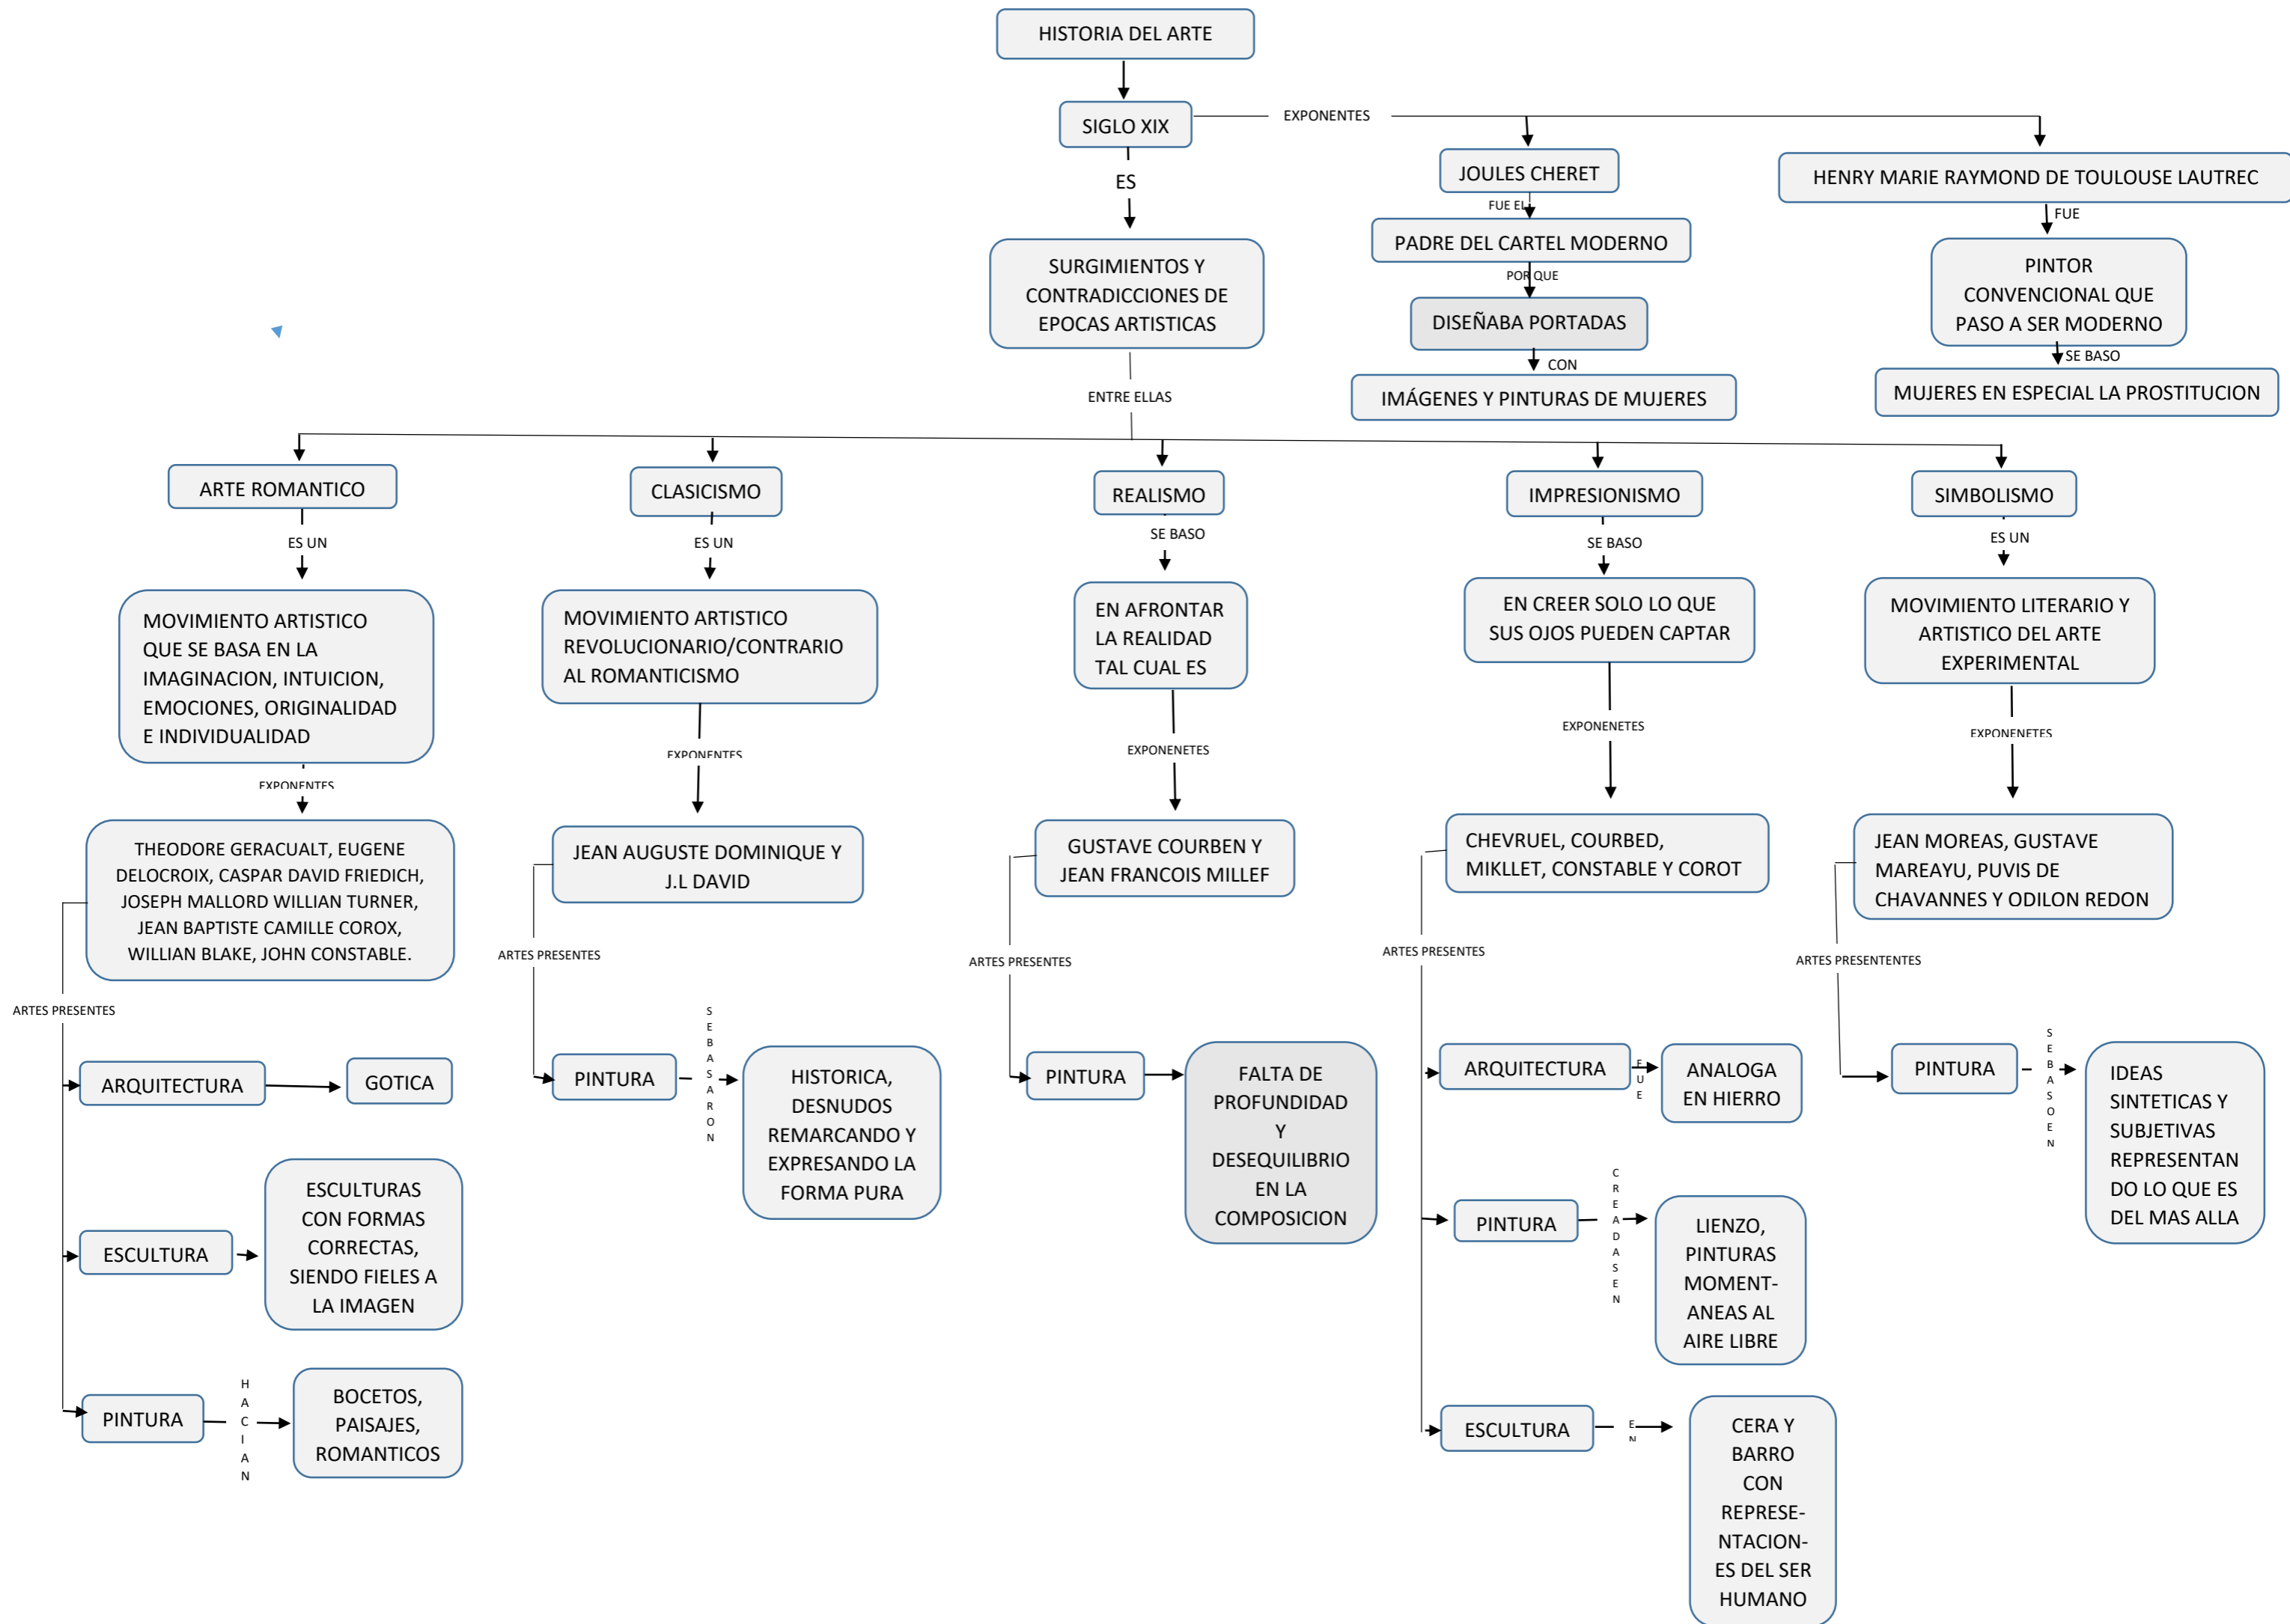 HISTORIA DEL ARTE
SIGLO XIX
EXPONENTES
ES
SURGIMIENTOS Y
CONTRADICCIONES DE
EPOCAS ARTISTICAS
JOULES CHERET
FUE EL
PADRE DEL CARTEL MODERNO
POR QUE
DISEÑABA PORTADAS
CON
IMÁGENES Y PINTURAS DE MUJERES
HENRY MARIE RAYMOND DE TOULOUSE LAUTREC
FUE
PINTOR
CONVENCIONAL QUE
PASO A SER MODERNO
SE BASO
MUJERES EN ESPECIAL LA PROSTITUCION
ENTRE ELLAS
ARTE ROMANTICO
ES UN
MOVIMIENTO ARTISTICO
QUE SE BASA EN LA
IMAGINACION, INTUICION,
EMOCIONES, ORIGINALIDAD
E INDIVIDUALIDAD
EXPONENTES
THEODORE GERACUALT, EUGENE
DELOCROIX, CASPAR DAVID FRIEDICH,
JOSEPH MALLORD WILLIAN TURNER,
JEAN BAPTISTE CAMILLE COROX,
WILLIAN BLAKE, JOHN CONSTABLE.
ARTES PRESENTES
ARQUITECTURA
GOTICA
ESCULTURA
ESCULTURAS
CON FORMAS
CORRECTAS,
SIENDO FIELES A
LA IMAGEN
PINTURA
HACIAN
BOCETOS,
PAISAJES,
ROMANTICOS
CLASICISMO
ES UN
MOVIMIENTO ARTISTICO
REVOLUCIONARIO/CONTRARIO
AL ROMANTICISMO
EXPONENTES
JEAN AUGUSTE DOMINIQUE Y
J.L DAVID
ARTES PRESENTES
PINTURA
SEBASARON
HISTORICA,
DESNUDOS
REMARCANDO Y
EXPRESANDO LA
FORMA PURA
REALISMO
SE BASO
EN AFRONTAR
LA REALIDAD
TAL CUAL ES
EXPONENETES
GUSTAVE COURBEN Y
JEAN FRANCOIS MILLEF
ARTES PRESENTES
PINTURA
FALTA DE
PROFUNDIDAD
Y
DESEQUILIBRIO
EN LA
COMPOSICION
IMPRESIONISMO
SE BASO
EN CREER SOLO LO QUE
SUS OJOS PUEDEN CAPTAR
EXPONENETES
CHEVRUEL, COURBED,
MIKLLET, CONSTABLE Y COROT
ARTES PRESENTES
ARQUITECTURA
FUE
ANALOGA
EN HIERRO
PINTURA
CREADASEN
LIENZO,
PINTURAS
MOMENT-
ANEAS AL
AIRE LIBRE
ESCULTURA
EN
CERA Y
BARRO
CON
REPRESE-
NTACION-
ES DEL SER
HUMANO
SIMBOLISMO
ES UN
MOVIMIENTO LITERARIO Y
ARTISTICO DEL ARTE
EXPERIMENTAL
EXPONENETES
JEAN MOREAS, GUSTAVE
MAREAYU, PUVIS DE
CHAVANNES Y ODILON REDON
ARTES PRESENTENTES
PINTURA
SEBASOEN
IDEAS
SINTETICAS Y
SUBJETIVAS
REPRESENTAN
DO LO QUE ES
DEL MAS ALLA